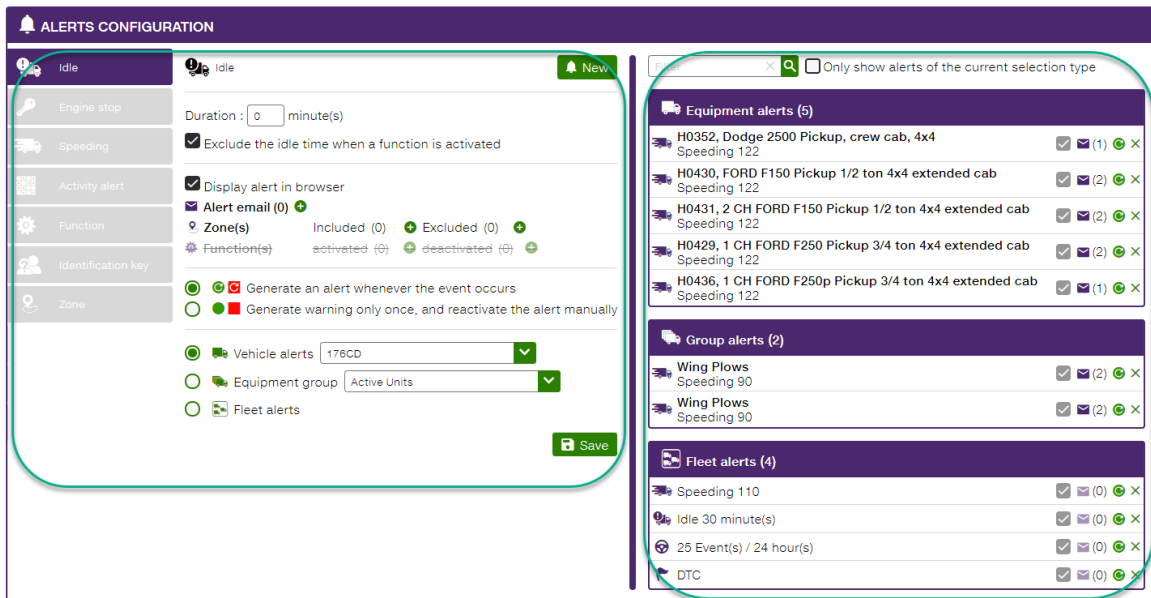 ALERTS CONFIGURATION
Idle
Engine stop
Speeding
Activity alert
Function
Identification key
Zone
Idle
New
Duration : 0 minute(s)
Exclude the idle time when a function is activated
Display alert in browser
Alert email (0)
Zone(s) Included (0) Excluded (0)
Function(s) activated (0) deactivated (0)
Generate an alert whenever the event occurs
Generate warning only once, and reactivate the alert manually
Vehicle alerts 176CD
Equipment group Active Units
Fleet alerts
Save
Filter Only show alerts of the current selection type
Equipment alerts (5)
H0352, Dodge 2500 Pickup, crew cab, 4x4
Speeding 122 (1)
H0430, FORD F150 Pickup 1/2 ton 4x4 extended cab
Speeding 122 (2)
H0431, 2 CH FORD F150 Pickup 1/2 ton 4x4 extended cab
Speeding 122 (2)
H0429, 1 CH FORD F250 Pickup 3/4 ton 4x4 extended cab
Speeding 122 (2)
H0436, 1 CH FORD F250p Pickup 3/4 ton 4x4 extended cab
Speeding 122 (1)
Group alerts (2)
Wing Plows
Speeding 90 (2)
Wing Plows
Speeding 90 (2)
Fleet alerts (4)
Speeding 110 (0)
Idle 30 minute(s) (0)
25 Event(s) / 24 hour(s) (0)
DTC (0)